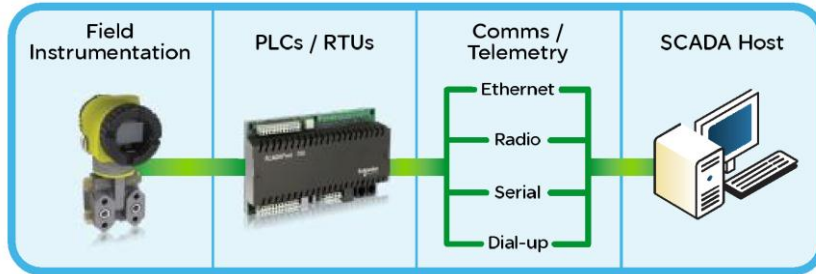 Field
Instrumentation
PLCs / RTUs
Comms /
Telemetry
SCADA Host
Ethernet
Radio
Serial
Dial-up